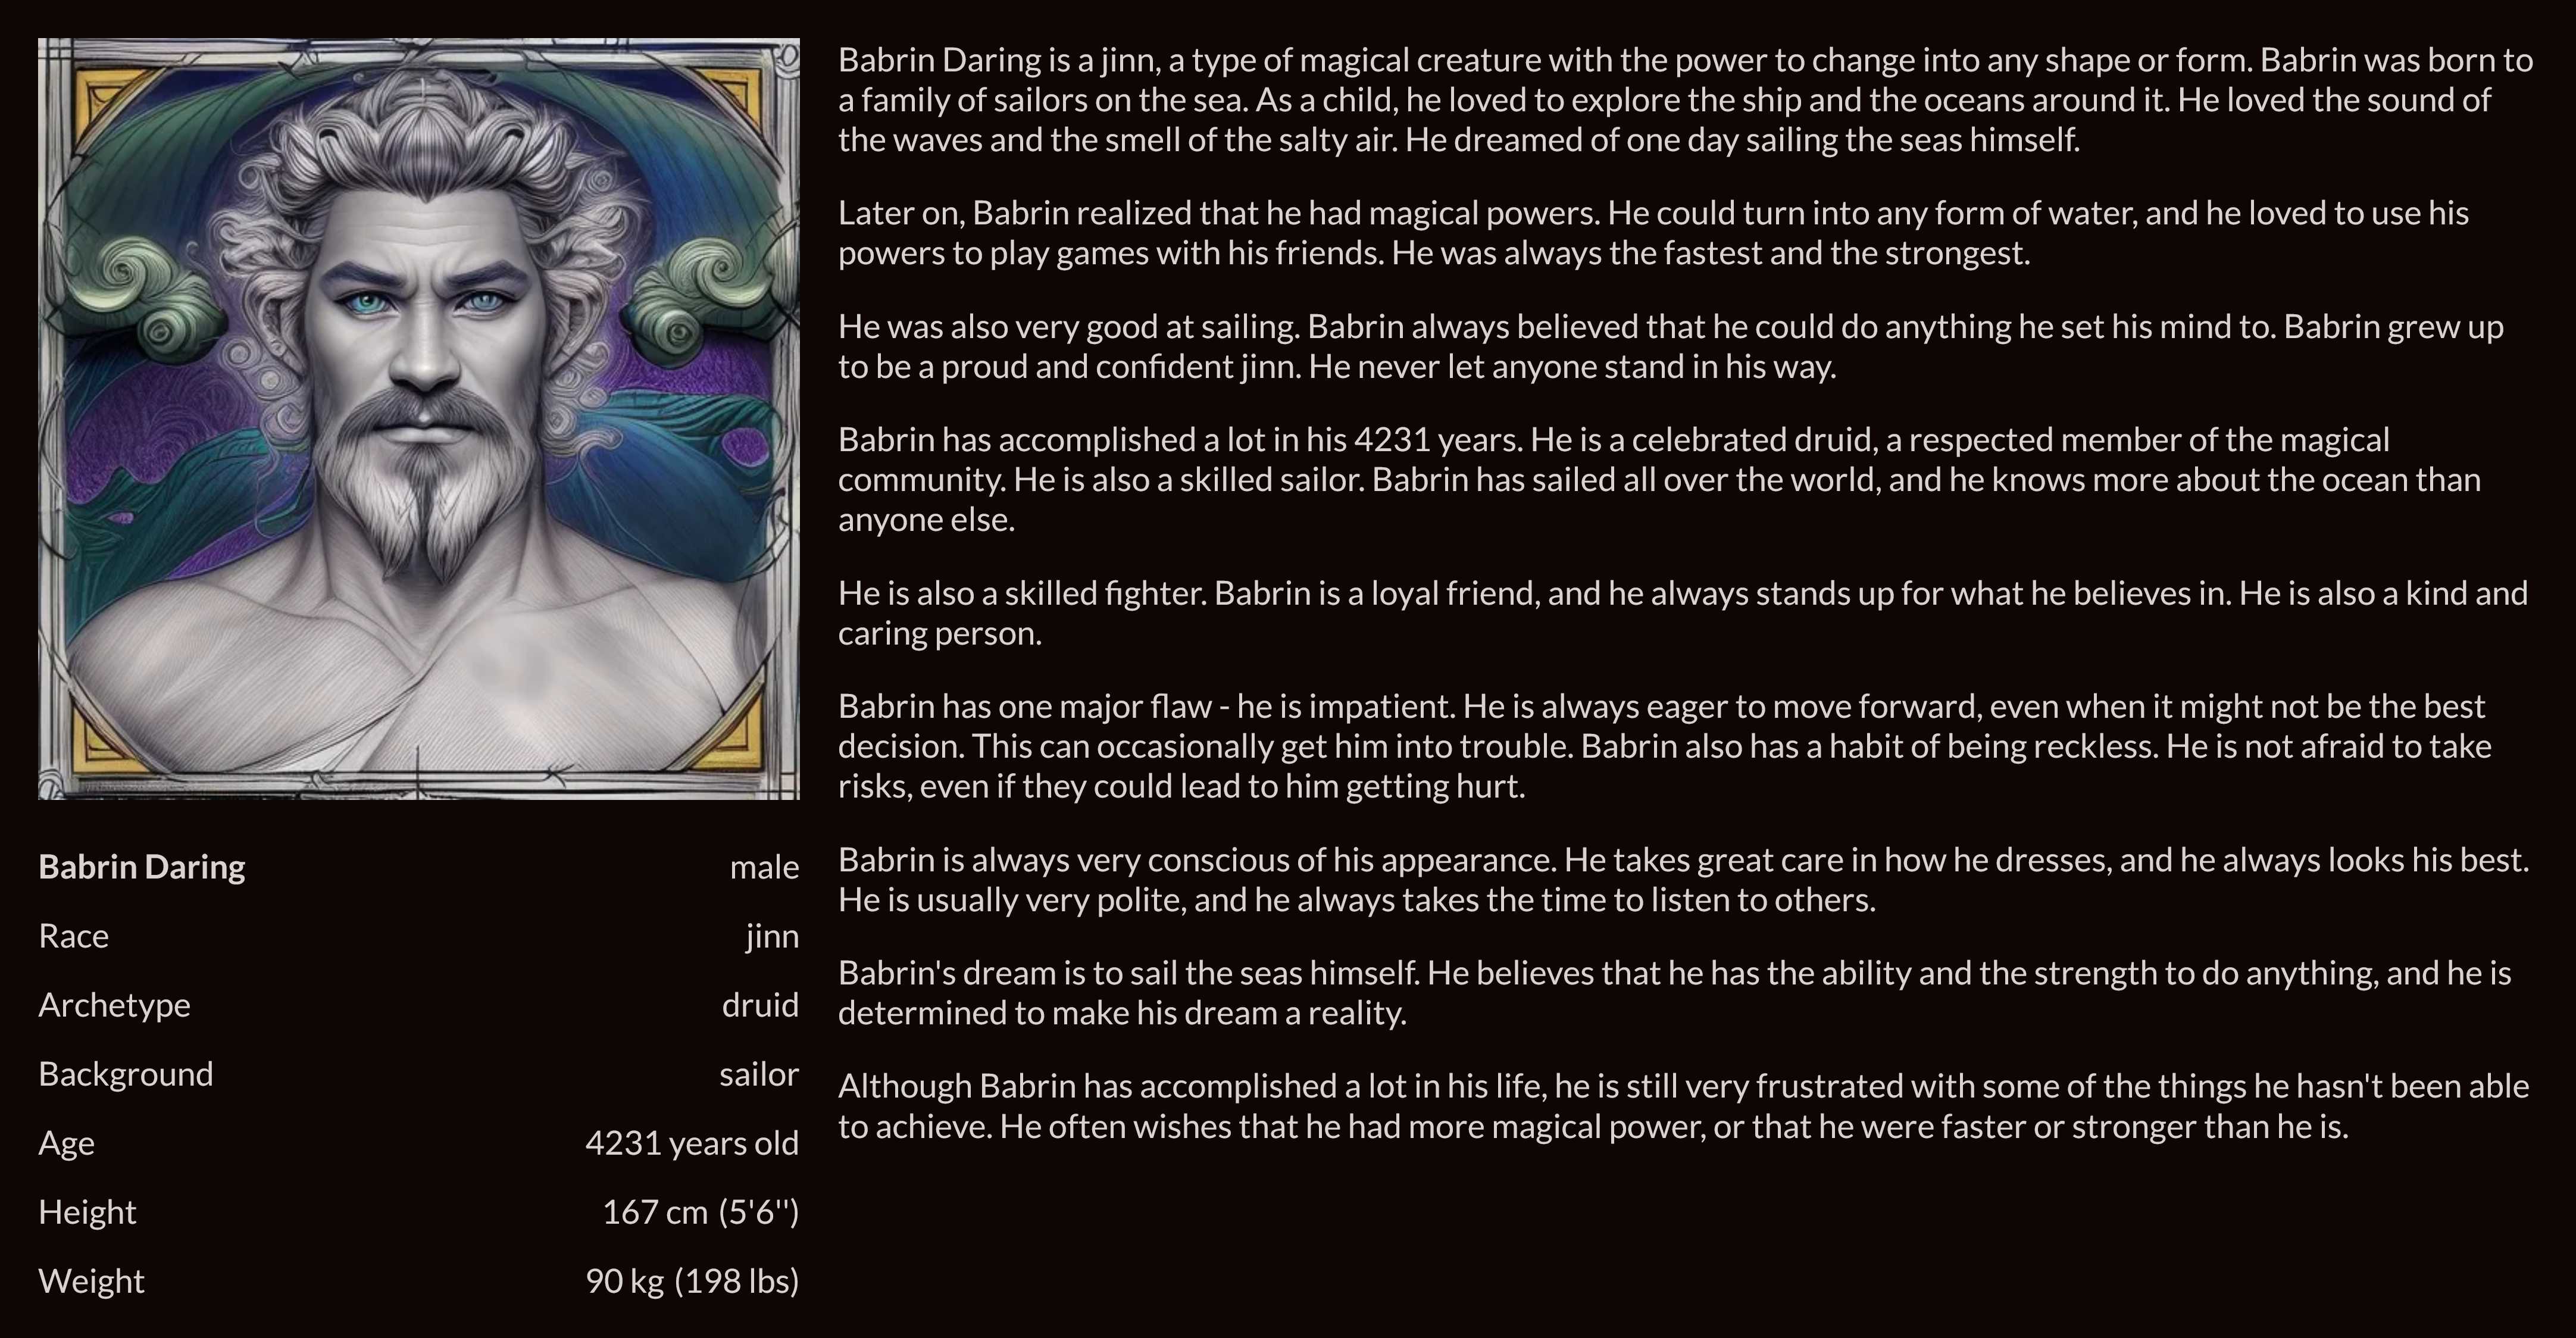 Babrin Daring is a jinn, a type of magical creature with the power to change into any shape or form. Babrin was born to
a family of sailors on the sea. As a child, he loved to explore the ship and the oceans around it. He loved the sound of
the waves and the smell of the salty air. He dreamed of one day sailing the seas himself.
Later on, Babrin realized that he had magical powers. He could turn into any form of water, and he loved to use his
powers to play games with his friends. He was always the fastest and the strongest.
He was also very good at sailing. Babrin always believed that he could do anything he set his mind to. Babrin grew up
to be a proud and confident jinn. He never let anyone stand in his way.
Babrin has accomplished a lot in his 4231 years. He is a celebrated druid, a respected member of the magical
community. He is also a skilled sailor. Babrin has sailed all over the world, and he knows more about the ocean than
anyone else.
He is also a skilled fighter. Babrin is a loyal friend, and he always stands up for what he believes in. He is also a kind and
caring person.
Babrin has one major flaw - he is impatient. He is always eager to move forward, even when it might not be the best
decision. This can occasionally get him into trouble. Babrin also has a habit of being reckless. He is not afraid to take
risks, even if they could lead to him getting hurt.
Babrin is always very conscious of his appearance. He takes great care in how he dresses, and he always looks his best.
He is usually very polite, and he always takes the time to listen to others.
Babrin's dream is to sail the seas himself. He believes that he has the ability and the strength to do anything, and he is
determined to make his dream a reality.
Although Babrin has accomplished a lot in his life, he is still very frustrated with some of the things he hasn't been able
to achieve. He often wishes that he had more magical power, or that he were faster or stronger than he is.
Babrin Daring male
Race jinn
Archetype druid
Background sailor
Age 4231 years old
Height 167 cm (5'6'')
Weight 90 kg (198 lbs)